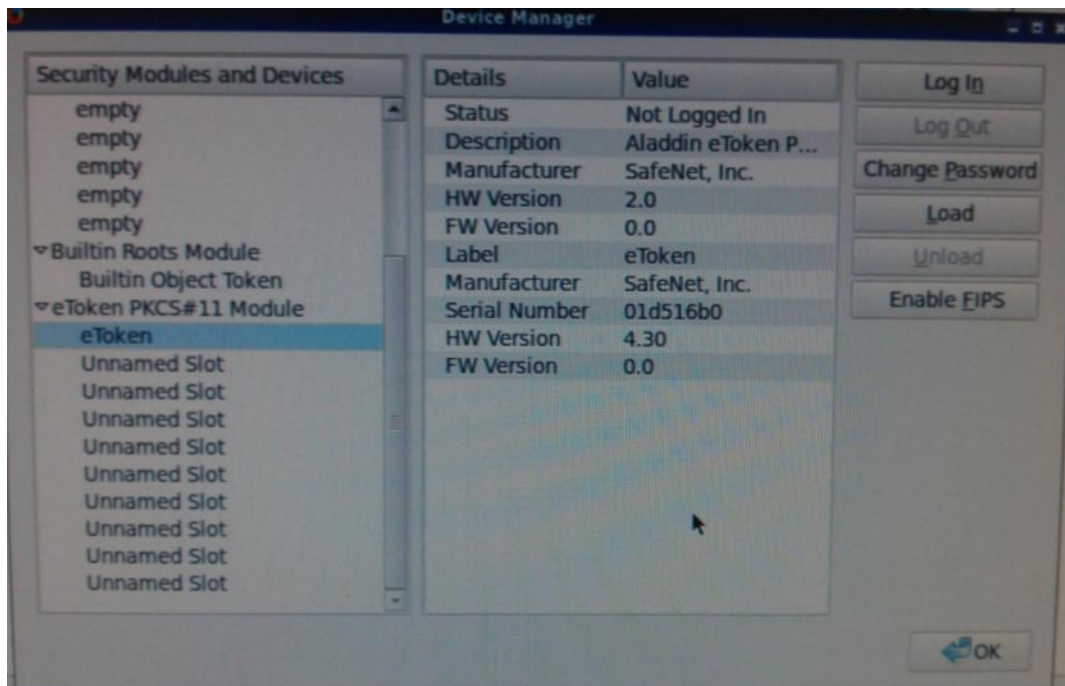 Device Manager
Security Modules and Devices
empty
empty
empty
empty
empty
Builtin Roots Module
Builtin Object Token
eToken PKCS#11 Module
eToken
Unnamed Slot
Unnamed Slot
Unnamed Slot
Unnamed Slot
Unnamed Slot
Unnamed Slot
Unnamed Slot
Unnamed Slot
Unnamed Slot
Details Value
Status Not Logged In
Description Aladdin eToken P...
Manufacturer SafeNet, Inc.
HW Version 2.0
FW Version 0.0
Label eToken
Manufacturer SafeNet, Inc.
Serial Number 01d516b0
HW Version 4.30
FW Version 0.0
Log In
Log Out
Change Password
Load
Unload
Enable FIPS
OK